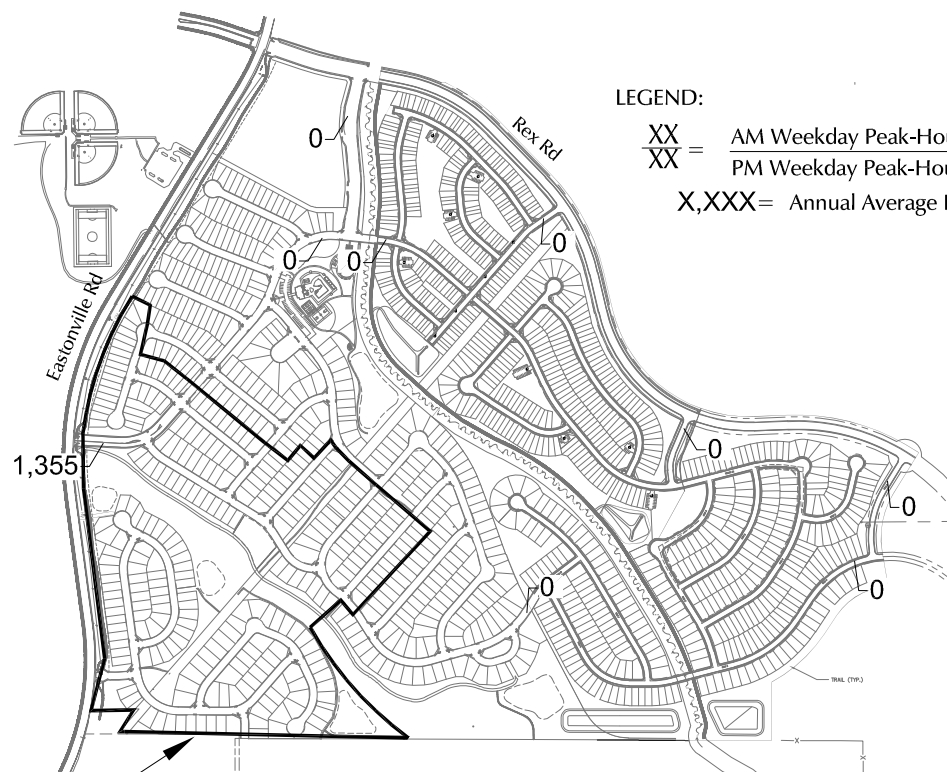 LEGEND:
XX
XX
=
AM Weekday Peak-Hou
PM Weekday Peak-Hou
X,XXX = Annual Average
Rex Rd
Eastonville Rd
0
0
0
0
1,355
0
0
0
0
TRAIL (TYP.)
X
X